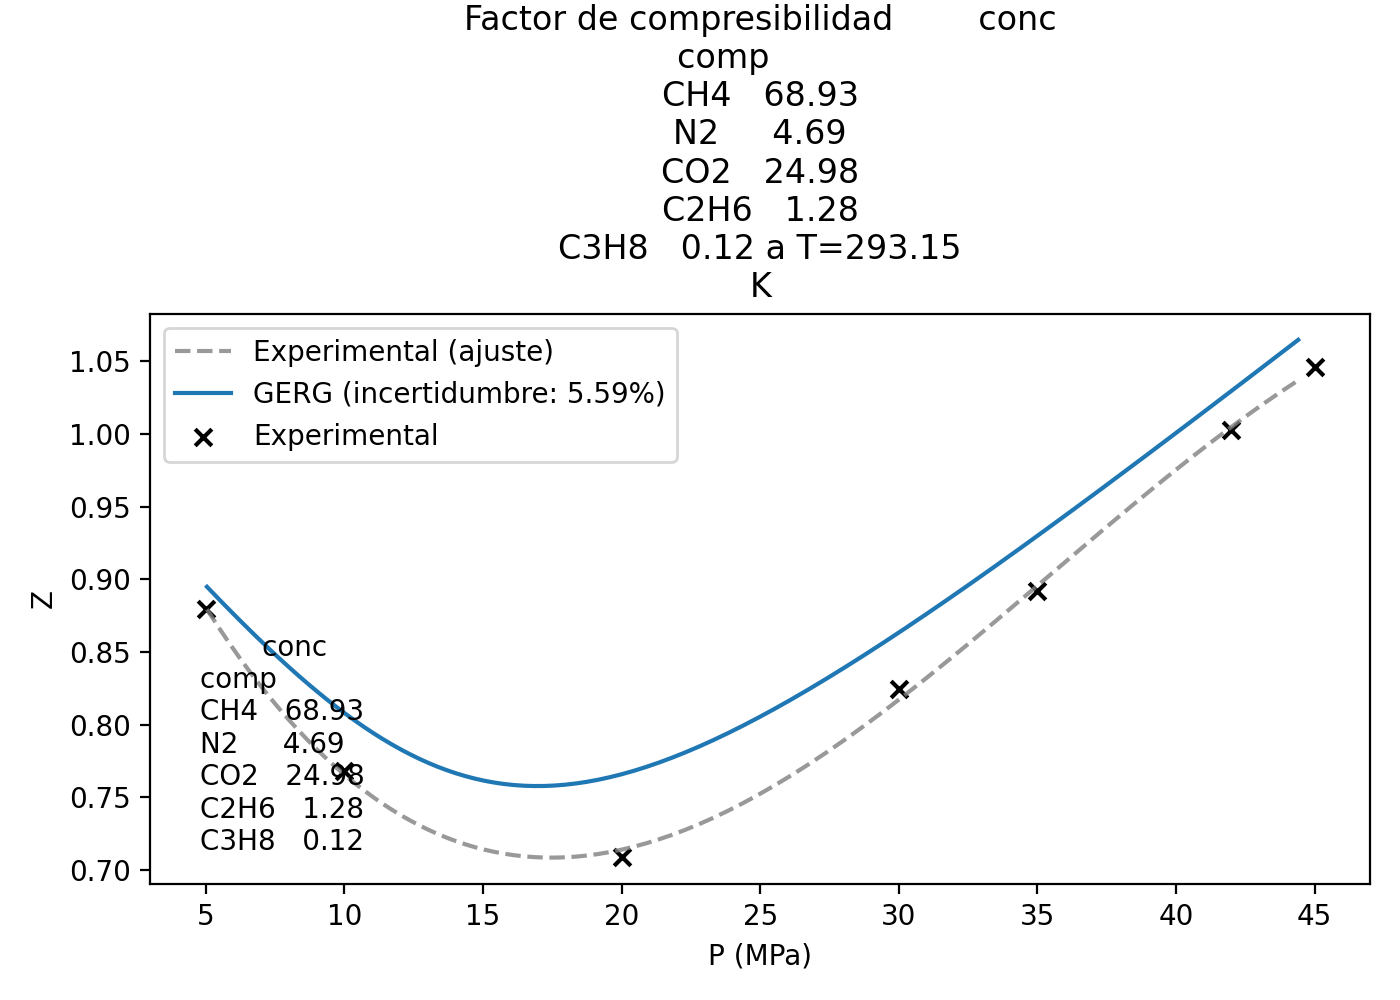 Factor de compresibilidad conc
comp
CH4 68.93
N2 4.69
CO2 24.98
C2H6 1.28
C3H8 0.12 a T=293.15
K
Experimental (ajuste)
GERG (incertidumbre: 5.59%)
Experimental
1.05
1.00
0.95
0.90
0.85
0.80
0.75
0.70
Z
conc
comp
CH4 68.93
N2 4.69
CO2 24.98
C2H6 1.28
C3H8 0.12
5 10 15 20 25 30 35 40 45
P (MPa)